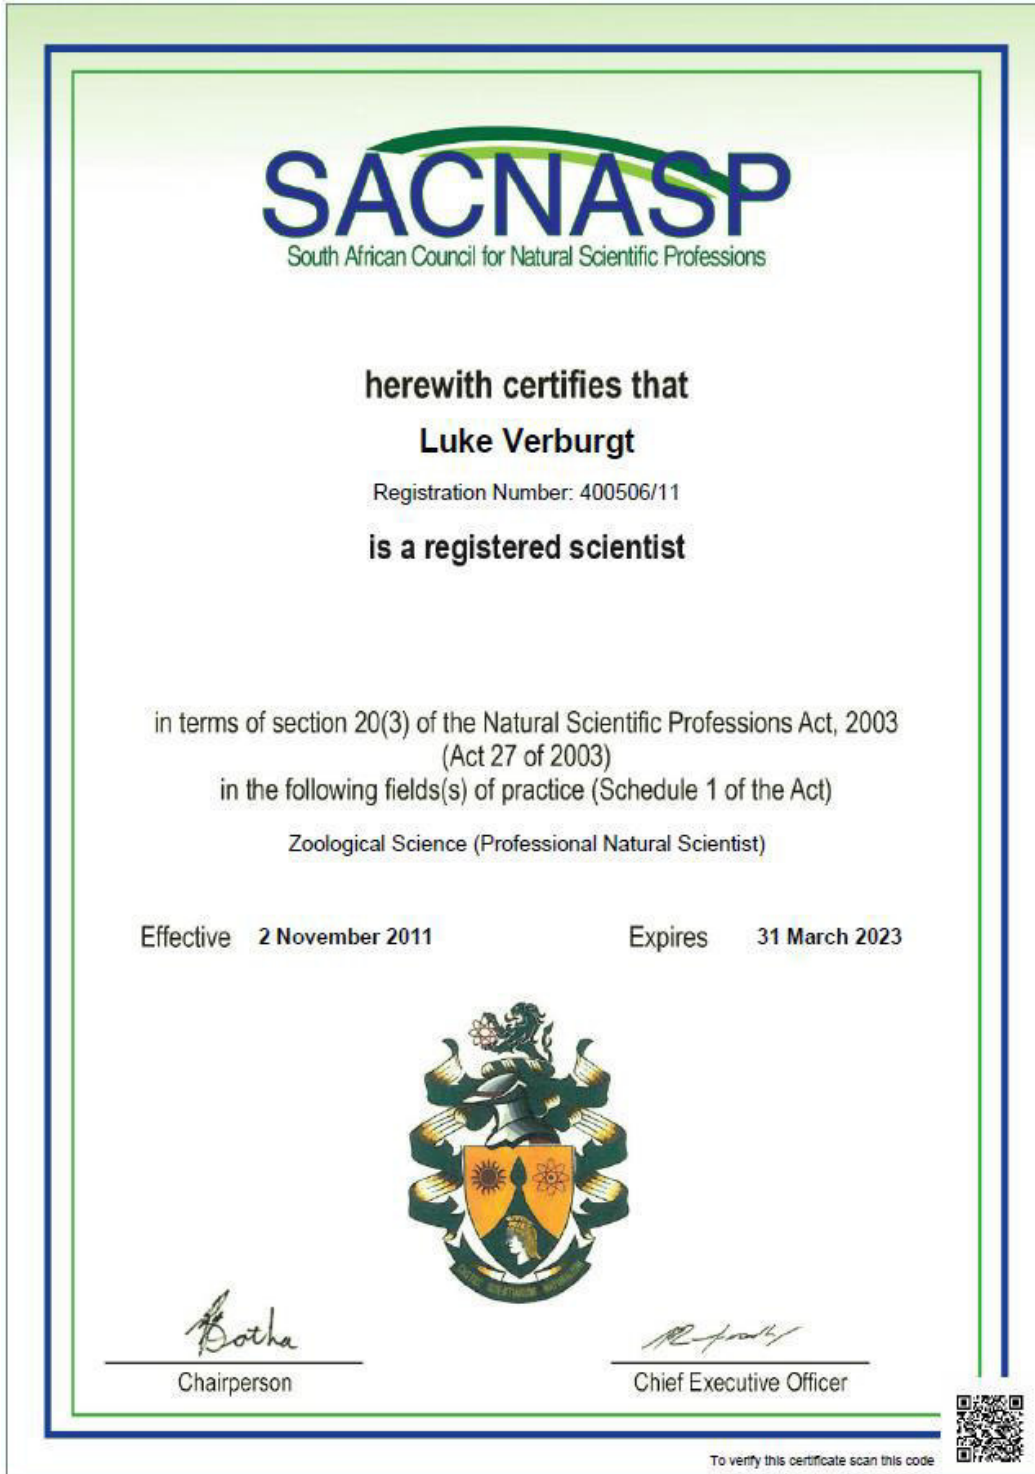 SACNASP
South African Council for Natural Scientific Professions
herewith certifies that
Luke Verburgt
Registration Number: 400506/11
is a registered scientist
in terms of section 20(3) of the Natural Scientific Professions Act, 2003
(Act 27 of 2003)
in the following fields(s) of practice (Schedule 1 of the Act)
Zoological Science (Professional Natural Scientist)
Effective 2 November 2011 Expires 31 March 2023
Botha
Chairperson
Chief Executive Officer
To verify this certificate scan this code